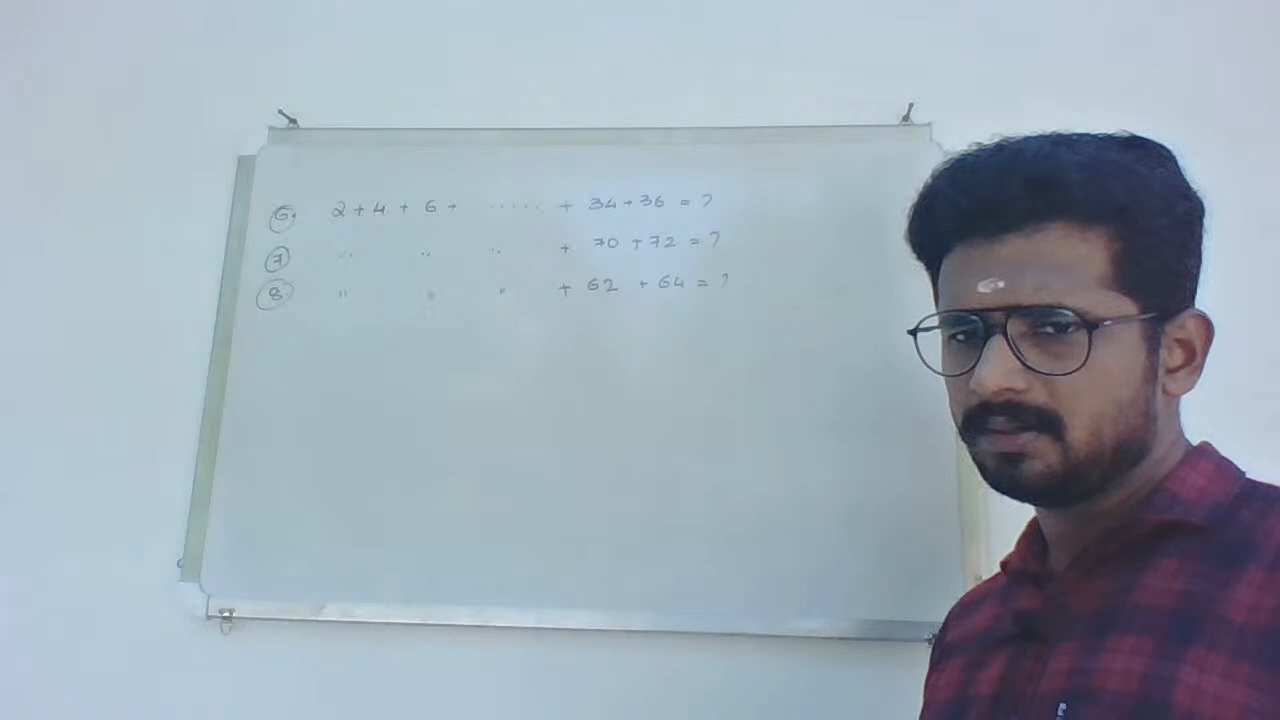 6. 2 + 4 + 6 + ...... + 34 + 36 = ?
7 " " " + 70 + 72 = ?
8. " " " + 62 + 64 = ?